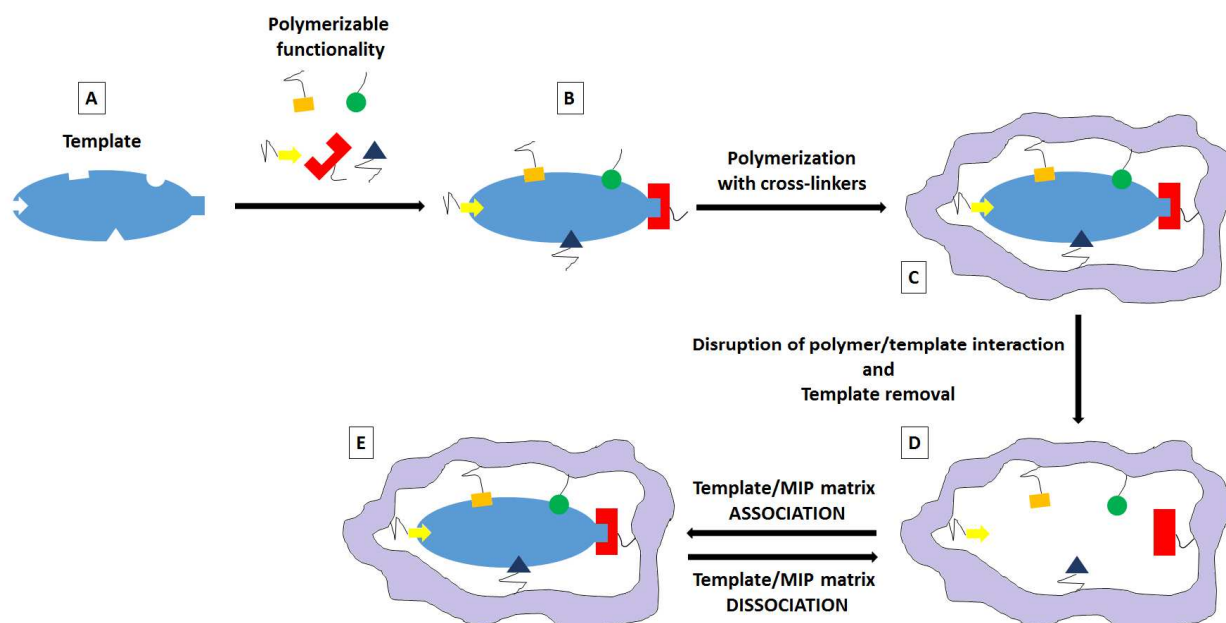 Polymerizable
functionality
A
Template
B
Polymerization
with cross-linkers
C
Disruption of polymer/template interaction
and
Template removal
D
E
Template/MIP matrix
ASSOCIATION
Template/MIP matrix
DISSOCIATION